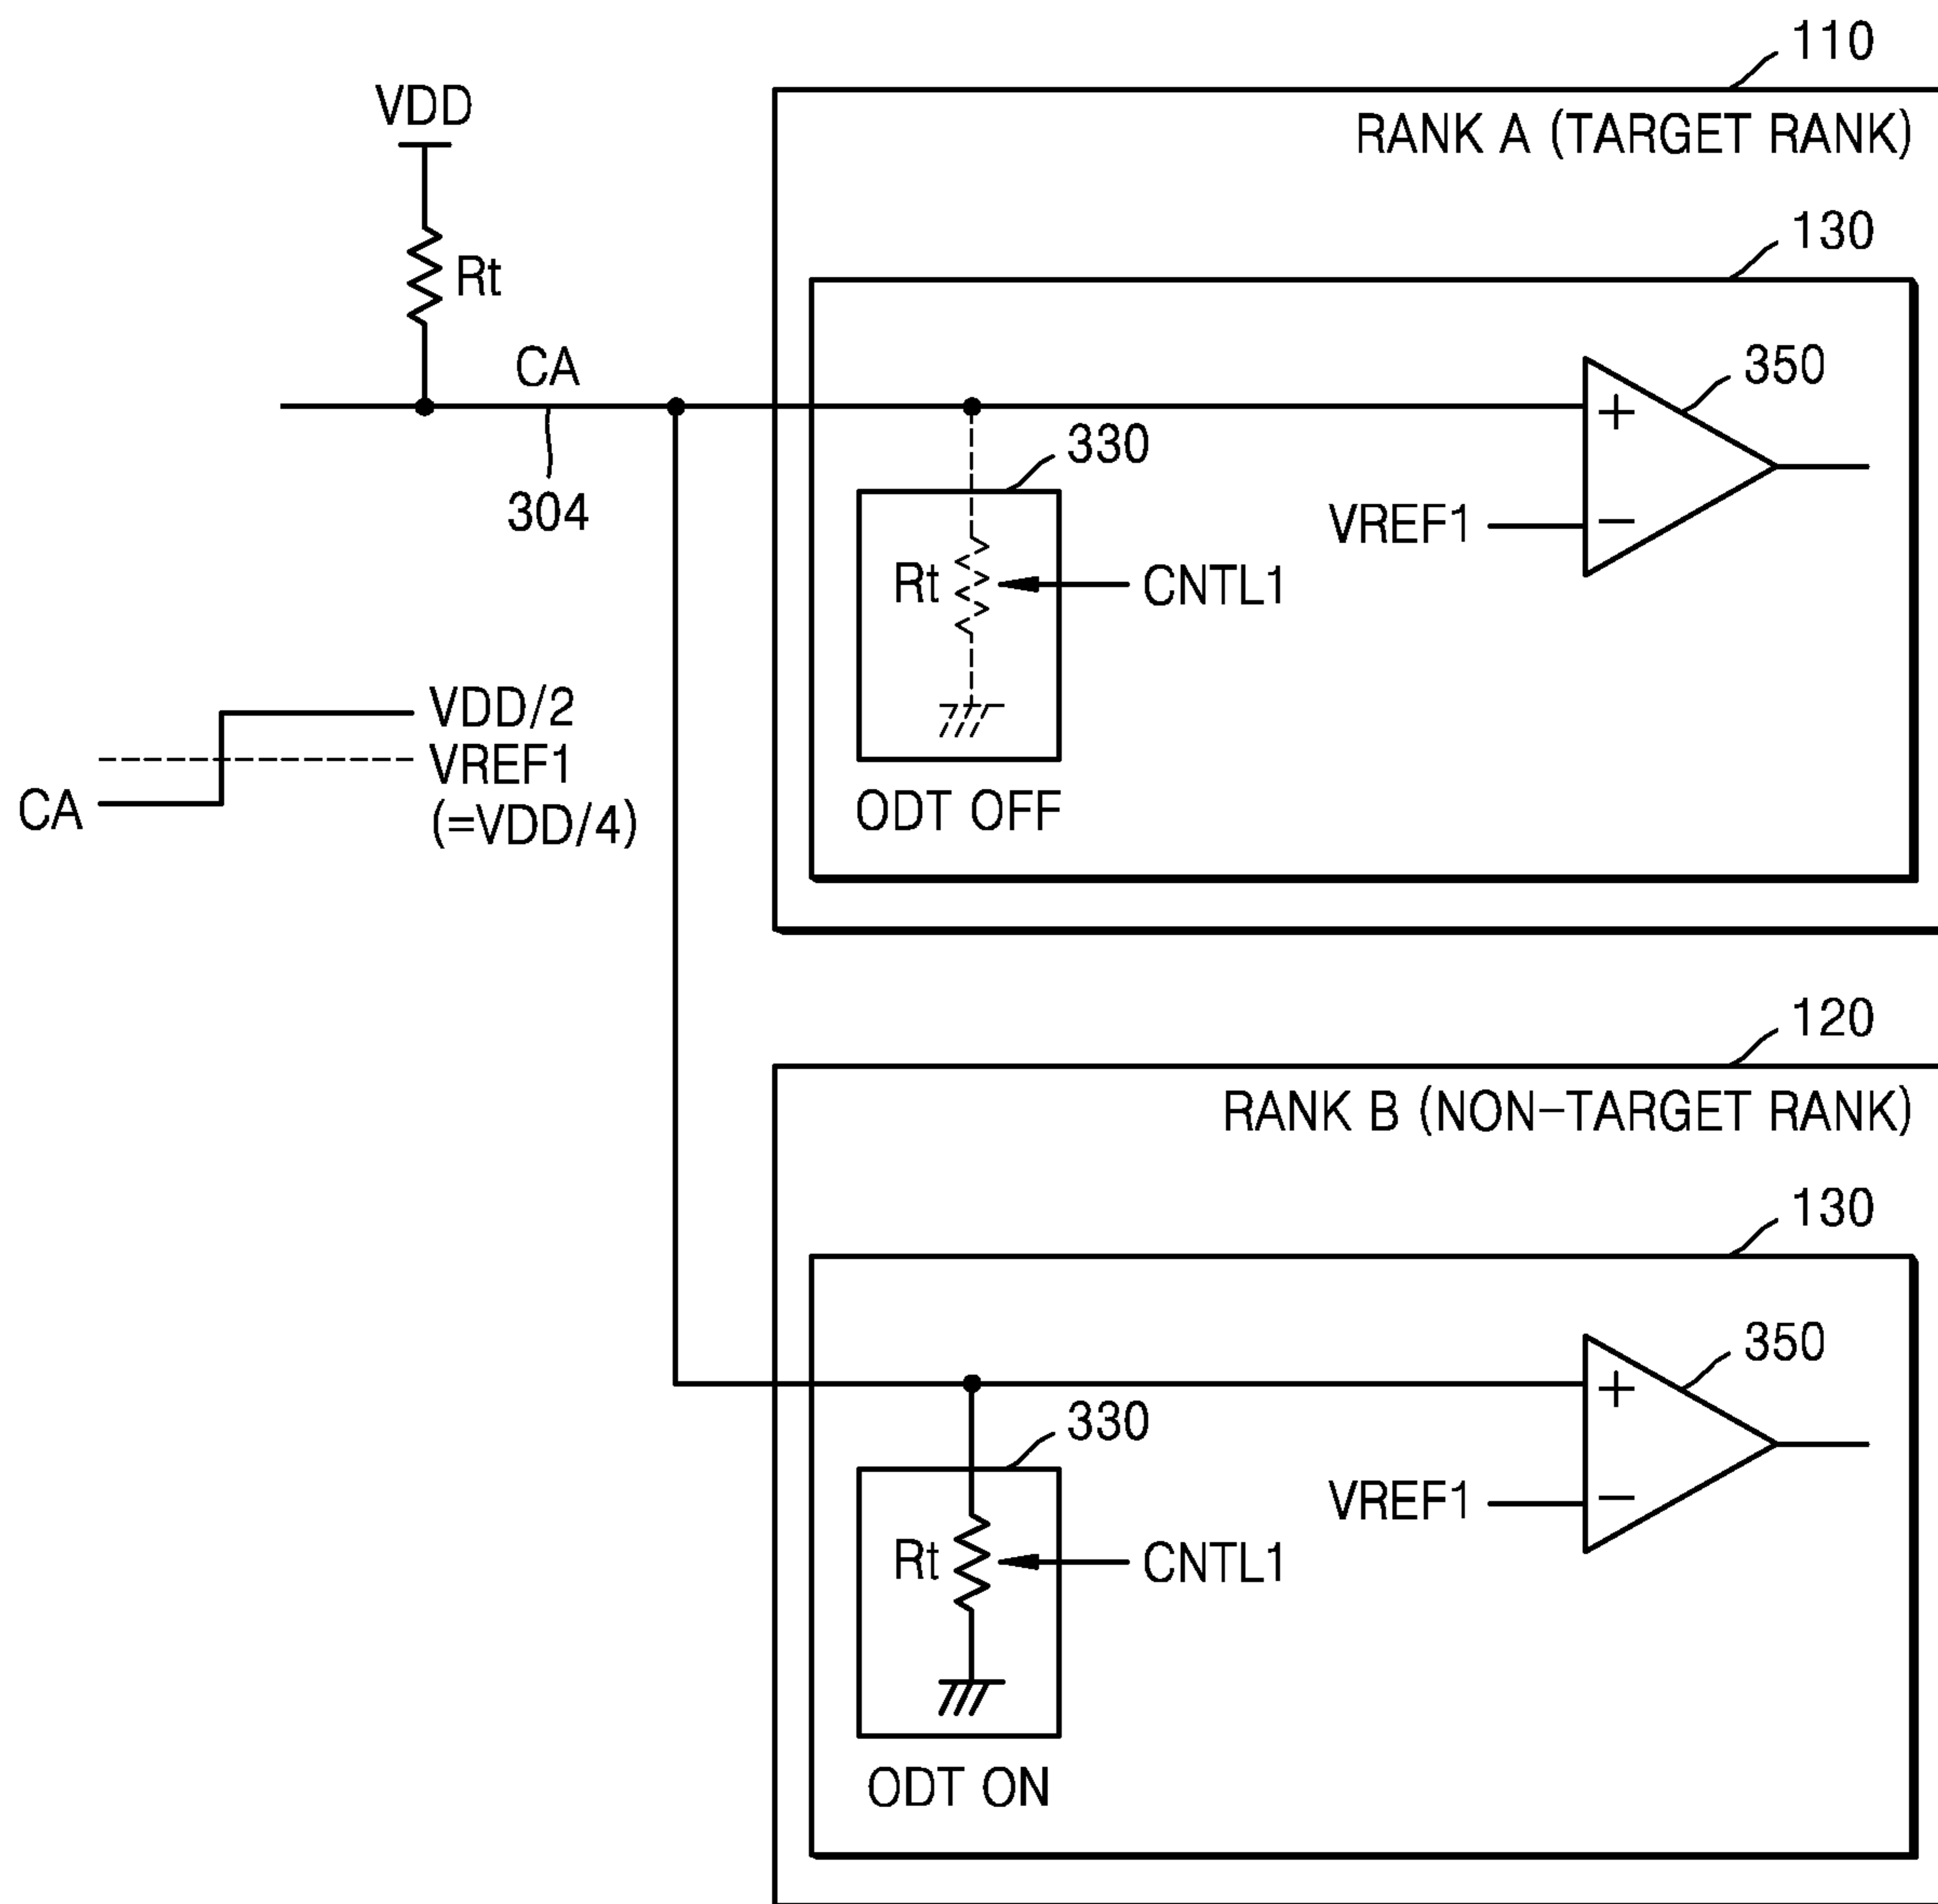 110
VDD
RANK A (TARGET RANK)
130
Rt
CA
350
+
330
304
VREF1
−
Rt
CNTL1
VDD/2
VREF1
CA
(=VDD/4)
ODT OFF
120
RANK B (NON-TARGET RANK)
130
350
+
330
VREF1
−
Rt
CNTL1
ODT ON